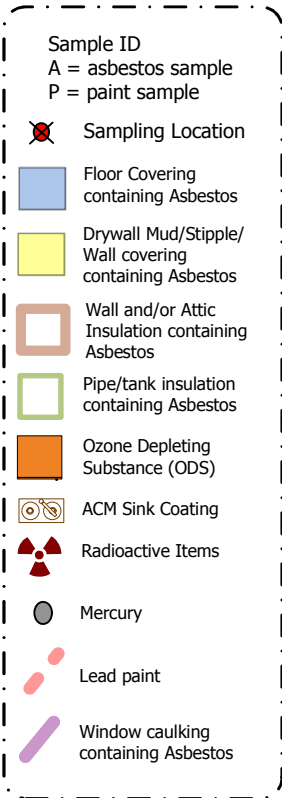 Sample ID
A = asbestos sample
P = paint sample
Sampling Location
Floor Covering
containing Asbestos
Drywall Mud/Stipple/
Wall covering
containing Asbestos
Wall and/or Attic
Insulation containing
Asbestos
Pipe/tank insulation
containing Asbestos
Ozone Depleting
Substance (ODS)
ACM Sink Coating
Radioactive Items
Mercury
Lead paint
Window caulking
containing Asbestos